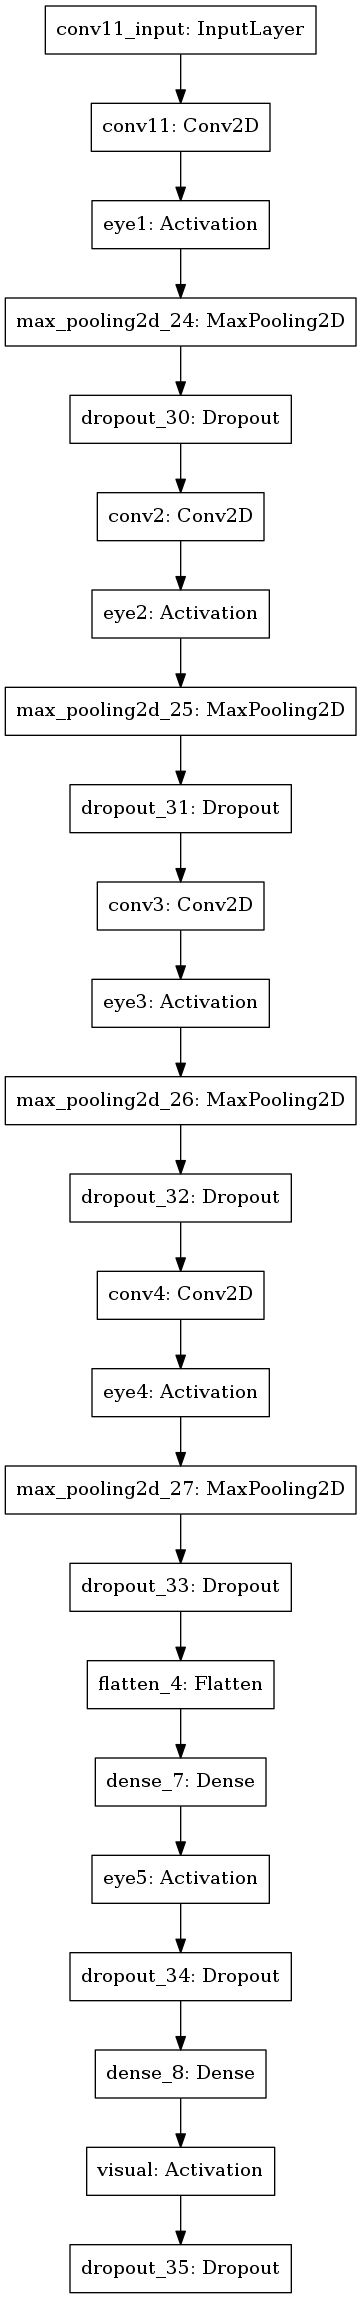 conv11_input: InputLayer
conv11: Conv2D
eye1: Activation
max_pooling2d_24: MaxPooling2D
dropout_30: Dropout
conv2: Conv2D
eye2: Activation
max_pooling2d_25: MaxPooling2D
dropout_31: Dropout
conv3: Conv2D
eye3: Activation
max_pooling2d_26: MaxPooling2D
dropout_32: Dropout
conv4: Conv2D
eye4: Activation
max_pooling2d_27: MaxPooling2D
dropout_33: Dropout
flatten_4: Flatten
dense_7: Dense
eye5: Activation
dropout_34: Dropout
dense_8: Dense
visual: Activation
dropout_35: Dropout